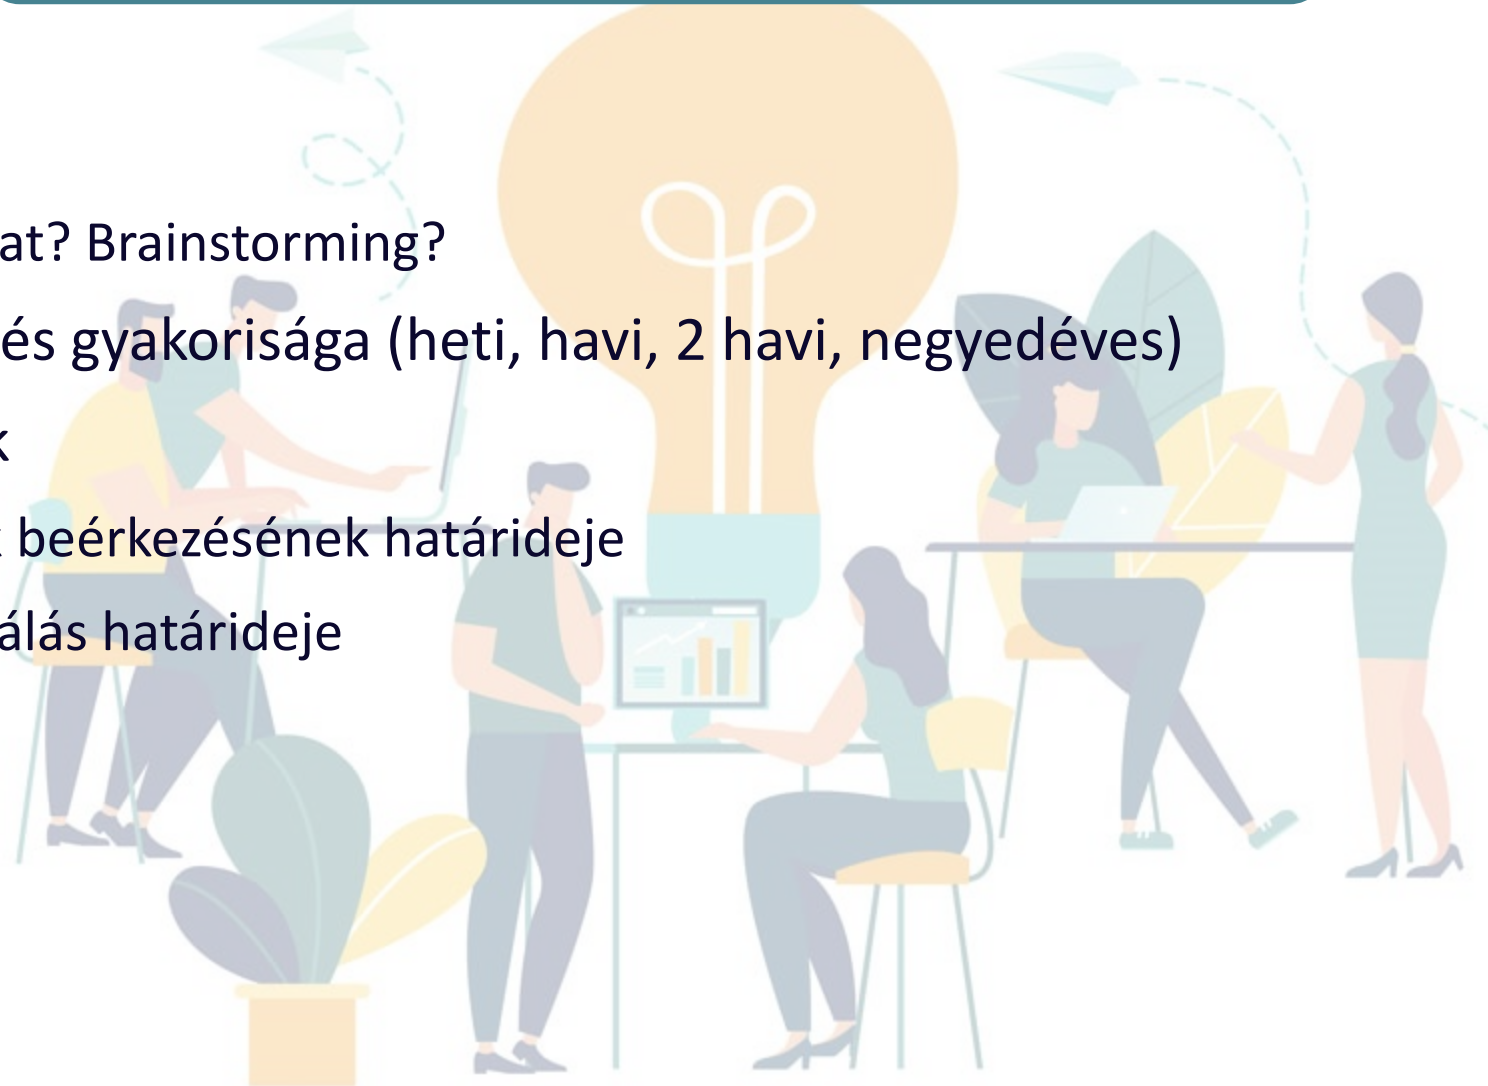 at? Brainstorming?
és gyakorisága (heti, havi, 2 havi, negyedéves)
k
beérkezésének határideje
álás határideje